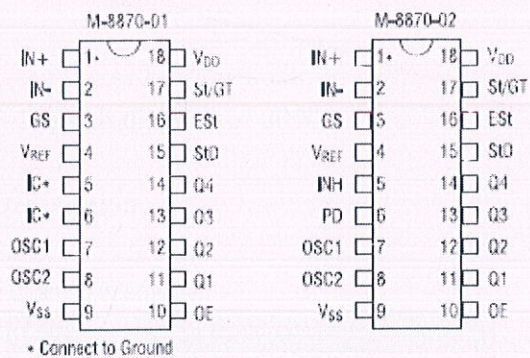 M-8870-01 M-8870-02
IN+ 1 18 VDD IN+ 1 18 VDD
IN- 2 17 St/GT IN- 2 17 St/GT
GS 3 16 ESt GS 3 16 ESt
VREF 4 15 StD VREF 4 15 StD
IC* 5 14 Q4 INH 5 14 Q4
IC* 6 13 Q3 PD 6 13 Q3
OSC1 7 12 Q2 OSC1 7 12 Q2
OSC2 8 11 Q1 OSC2 8 11 Q1
VSS 9 10 OE VSS 9 10 OE
* Connect to Ground